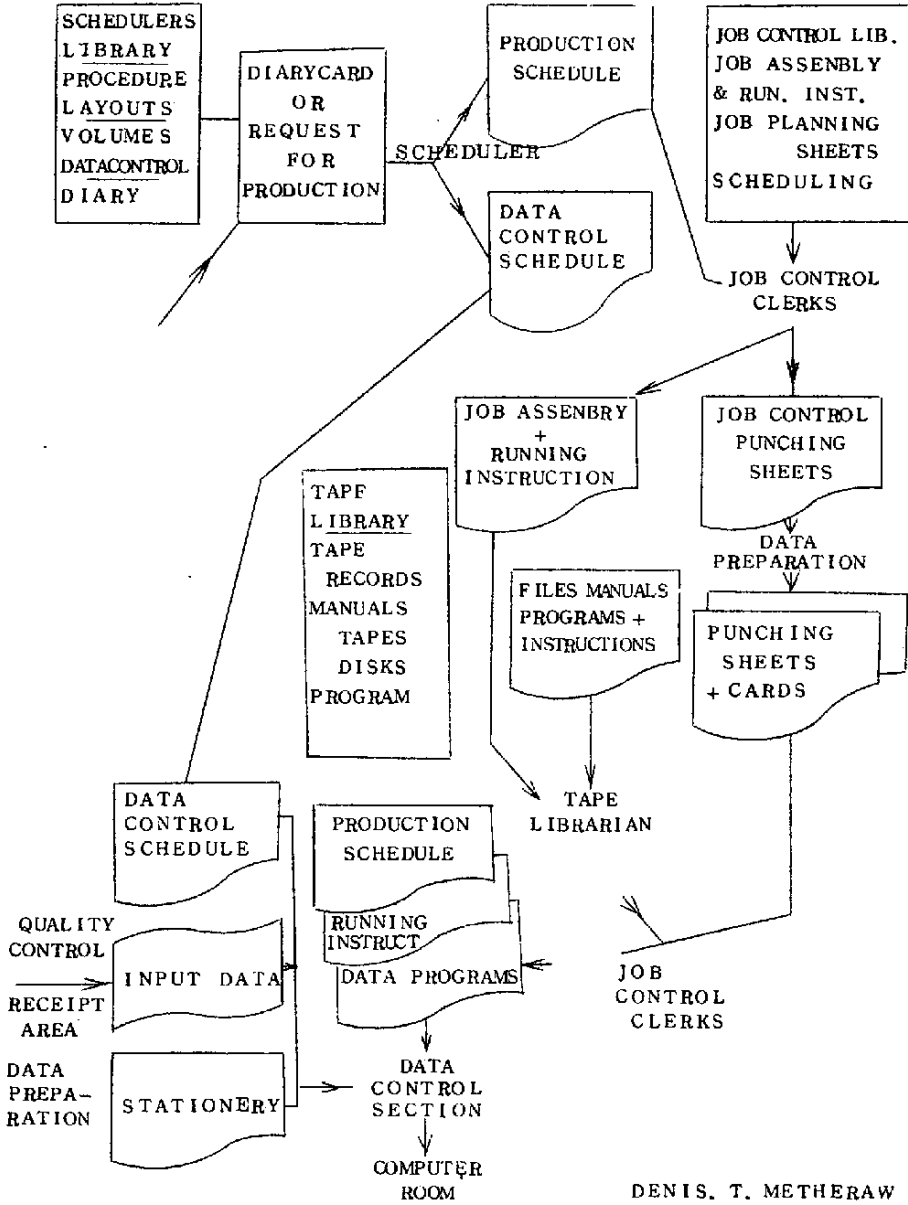 SCHEDULERS
LIBRARY
PROCEDURE
LAYOUTS
VOLUMES
DATACONTROL
DIARY
DIARYCARD
OR
REQUEST
FOR
PRODUCTION
SCHEDULER
PRODUCTION
SCHEDULE
JOB CONTROL LIB.
JOB ASSENBLY
& RUN. INST.
JOB PLANNING
SHEETS
SCHEDULING
DATA
CONTROL
SCHEDULE
JOB CONTROL
CLERKS
JOB ASSENBRY
+
RUNNING
INSTRUCTION
JOB CONTROL
PUNCHING
SHEETS
DATA
PREPARATION
TAPF
LIBRARY
TAPE
RECORDS
MANUALS
TAPES
DISKS
PROGRAM
FILES MANUALS
PROGRAMS +
INSTRUCTIONS
PUNCHING
SHEETS
+ CARDS
TAPE
LIBRARIAN
DATA
CONTROL
SCHEDULE
PRODUCTION
SCHEDULE
RUNNING
INSTRUCT
DATA PROGRAMS
QUALITY
CONTROL
INPUT DATA
RECEIPT
AREA
JOB
CONTROL
CLERKS
DATA
PREPA-
RATION
STATIONERY
DATA
CONTROL
SECTION
COMPUTER
ROOM
DENIS. T. METHERAW